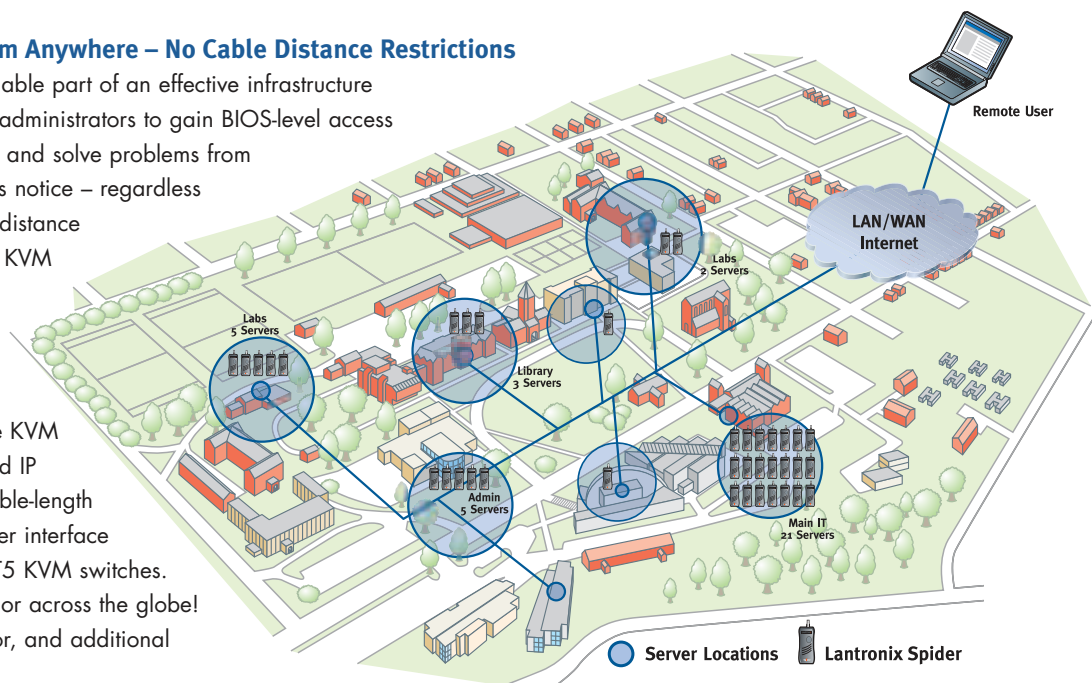 m Anywhere – No Cable Distance Restrictions
able part of an effective infrastructure
administrators to gain BIOS-level access
and solve problems from
s notice – regardless
distance
KVM
e KVM
d IP
ble-length
er interface
T5 KVM switches.
or across the globe!
or, and additional
Remote User
LAN/WAN
Internet
Labs
2 Servers
Labs
5 Servers
Library
3 Servers
Admin
5 Servers
Main IT
21 Servers
Server Locations
Lantronix Spider